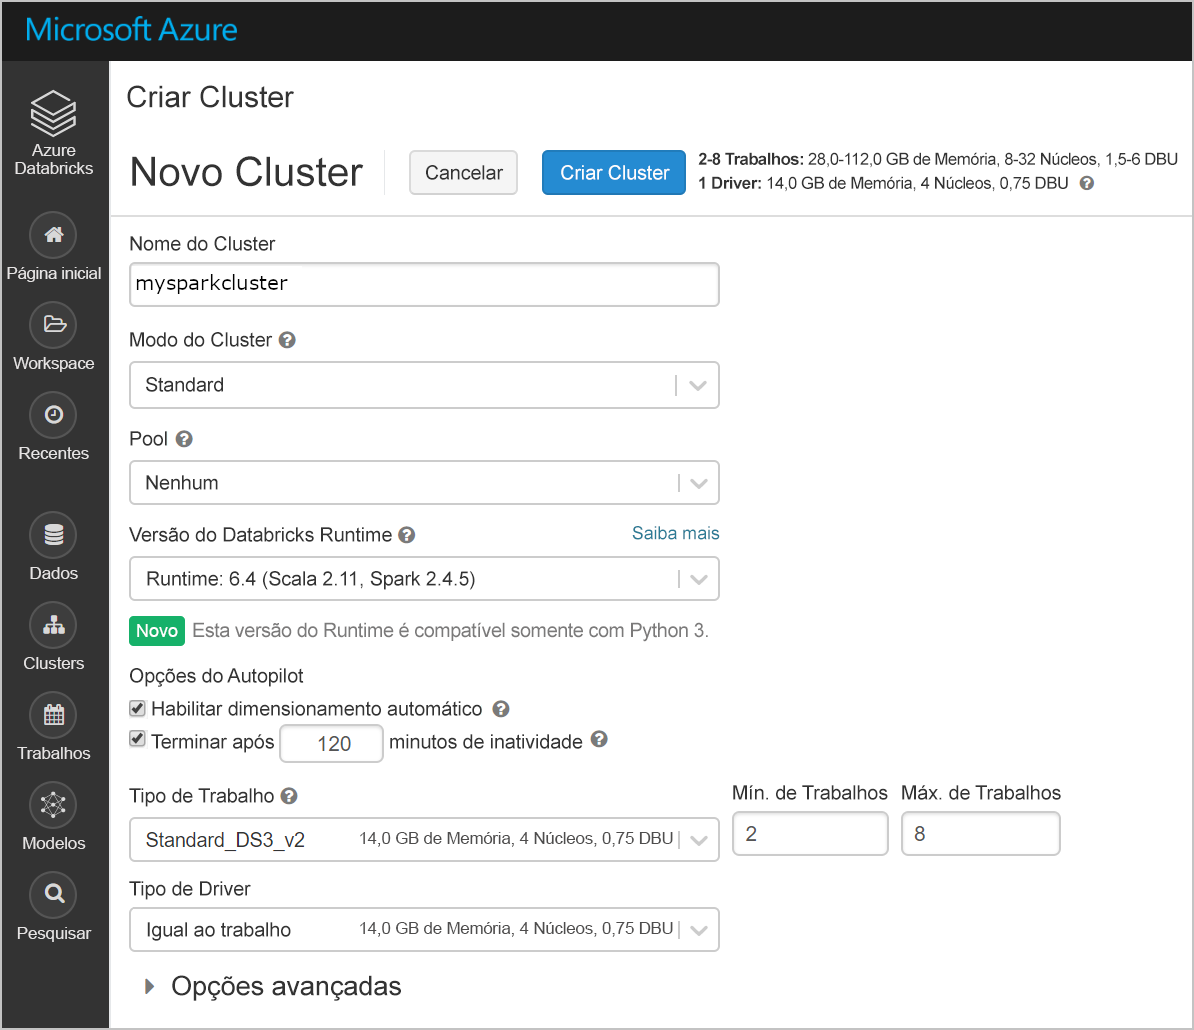 Microsoft Azure
Azure
Databricks
Página inicial
Workspace
Recentes
Dados
Clusters
Trabalhos
Modelos
Pesquisar
Criar Cluster
Novo Cluster
Cancelar
Criar Cluster
2-8 Trabalhos: 28,0-112,0 GB de Memória, 8-32 Núcleos, 1,5-6 DBU
1 Driver: 14,0 GB de Memória, 4 Núcleos, 0,75 DBU ?
Nome do Cluster
mysparkcluster
Modo do Cluster ?
Standard
Pool ?
Nenhum
Versão do Databricks Runtime ? Saiba mais
Runtime: 6.4 (Scala 2.11, Spark 2.4.5)
Novo Esta versão do Runtime é compatível somente com Python 3.
Opções do Autopilot
Habilitar dimensionamento automático ?
Terminar após 120 minutos de inatividade ?
Tipo de Trabalho ? Mín. de Trabalhos Máx. de Trabalhos
Standard_DS3_v2 14,0 GB de Memória, 4 Núcleos, 0,75 DBU 2 8
Tipo de Driver
Igual ao trabalho 14,0 GB de Memória, 4 Núcleos, 0,75 DBU
Opções avançadas